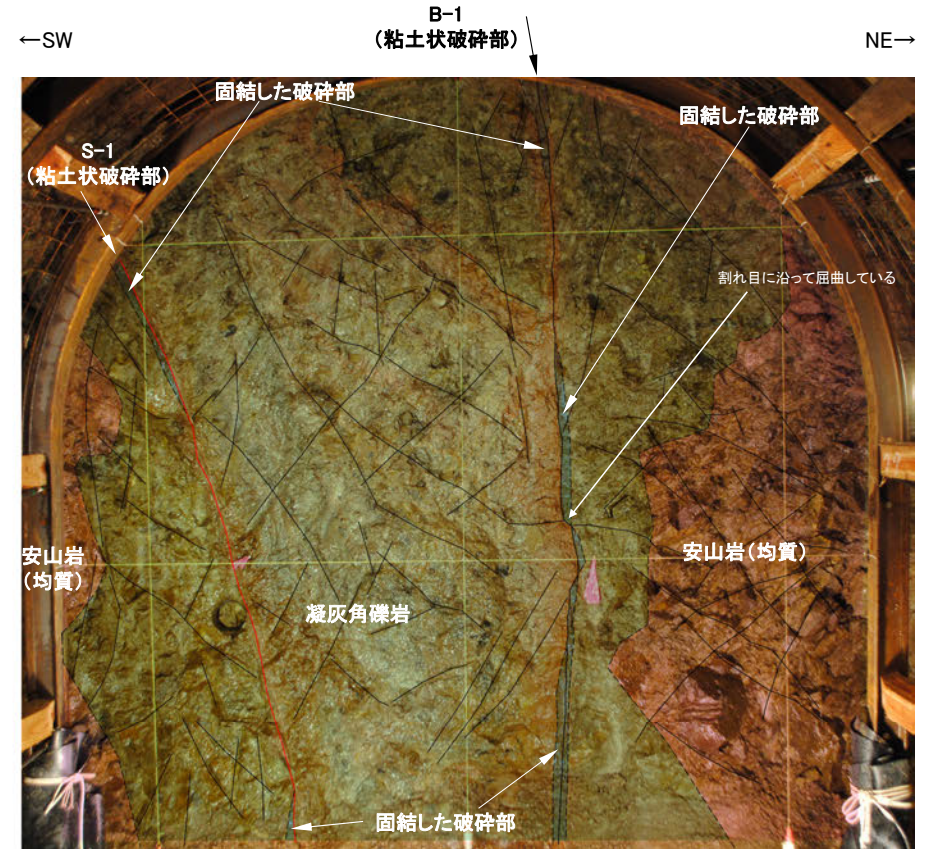 B-1
（粘土状破砕部）
←SW
NE→
固結した破砕部
固結した破砕部
S-1
（粘土状破砕部）
割れ目に沿って屈曲している
安山岩
（均質）
安山岩（均質）
凝灰角礫岩
固結した破砕部